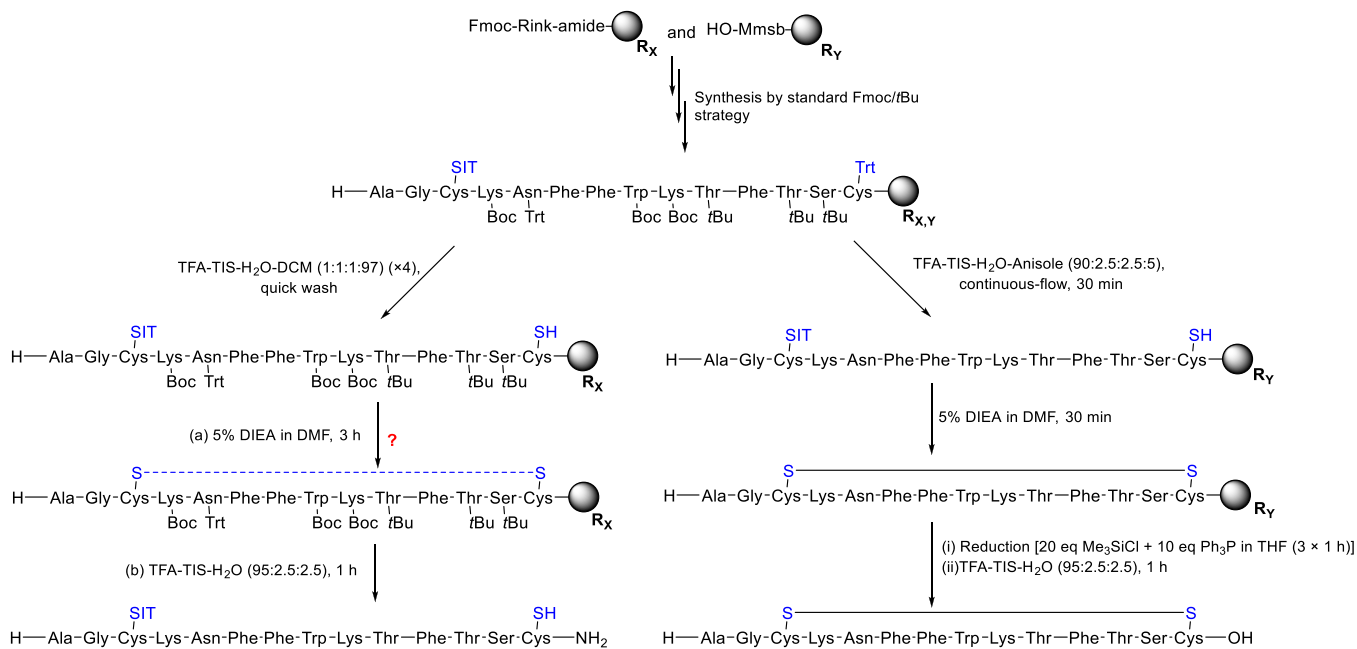 Fmoc-Rink-amide
R_X
and
HO-Mmsb
R_Y
Synthesis by standard Fmoc/tBu
strategy
SIT Trt
H—Ala-Gly-Cys-Lys-Asn-Phe-Phe-Trp-Lys-Thr-Phe-Thr-Ser-Cys
Boc Trt Boc Boc tBu tBu tBu
R_X,Y
TFA-TIS-H₂O-DCM (1:1:1:97) (×4),
quick wash
TFA-TIS-H₂O-Anisole (90:2.5:2.5:5),
continuous-flow, 30 min
SIT SH
H—Ala-Gly-Cys-Lys-Asn-Phe-Phe-Trp-Lys-Thr-Phe-Thr-Ser-Cys
Boc Trt Boc Boc tBu tBu tBu
R_X
SIT SH
H—Ala-Gly-Cys-Lys-Asn-Phe-Phe-Trp-Lys-Thr-Phe-Thr-Ser-Cys
R_Y
(a) 5% DIEA in DMF, 3 h
?
5% DIEA in DMF, 30 min
S S
H—Ala-Gly-Cys-Lys-Asn-Phe-Phe-Trp-Lys-Thr-Phe-Thr-Ser-Cys
Boc Trt Boc Boc tBu tBu tBu
R_X
S S
H—Ala-Gly-Cys-Lys-Asn-Phe-Phe-Trp-Lys-Thr-Phe-Thr-Ser-Cys
R_Y
(b) TFA-TIS-H₂O (95:2.5:2.5), 1 h
(i) Reduction [20 eq Me₃SiCl + 10 eq Ph₃P in THF (3 × 1 h)]
(ii)TFA-TIS-H₂O (95:2.5:2.5), 1 h
SIT SH
H—Ala-Gly-Cys-Lys-Asn-Phe-Phe-Trp-Lys-Thr-Phe-Thr-Ser-Cys—NH₂
S S
H—Ala-Gly-Cys-Lys-Asn-Phe-Phe-Trp-Lys-Thr-Phe-Thr-Ser-Cys—OH